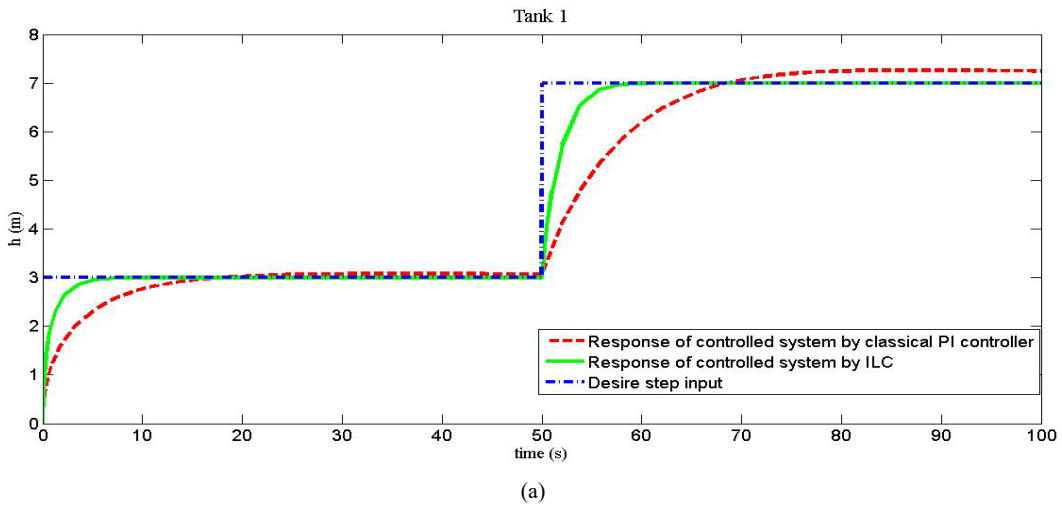 Tank 1
8
7
6
5
4
3
2
1
0
h (m)
Response of controlled system by classical PI controller
Response of controlled system by ILC
Desire step input
0 10 20 30 40 50 60 70 80 90 100
time (s)
(a)